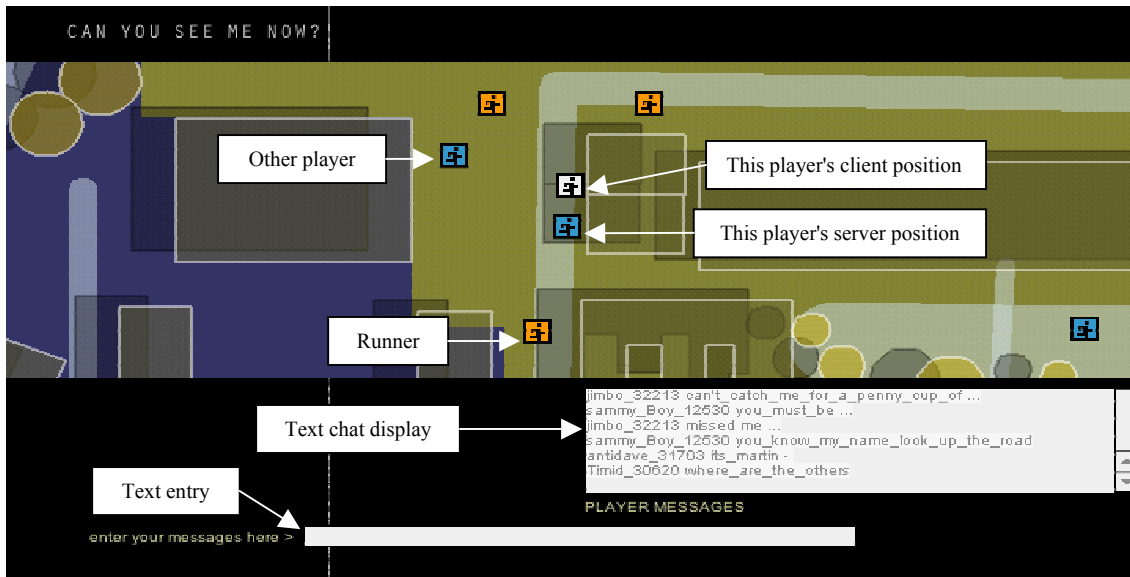 CAN YOU SEE ME NOW?
Other player
This player's client position
This player's server position
Runner
Text chat display
jimbo_32213 can't_catch_me_for_a_penny_cup_of ...
sammy_Boy_12530 you_must_be ...
jimbo_32213 missed me ...
sammy_Boy_12530 you_know_my_name_look_up_the_road
antidave_31703 its_martin -
Timid_30620 where_are_the_others
Text entry
PLAYER MESSAGES
enter your messages here >